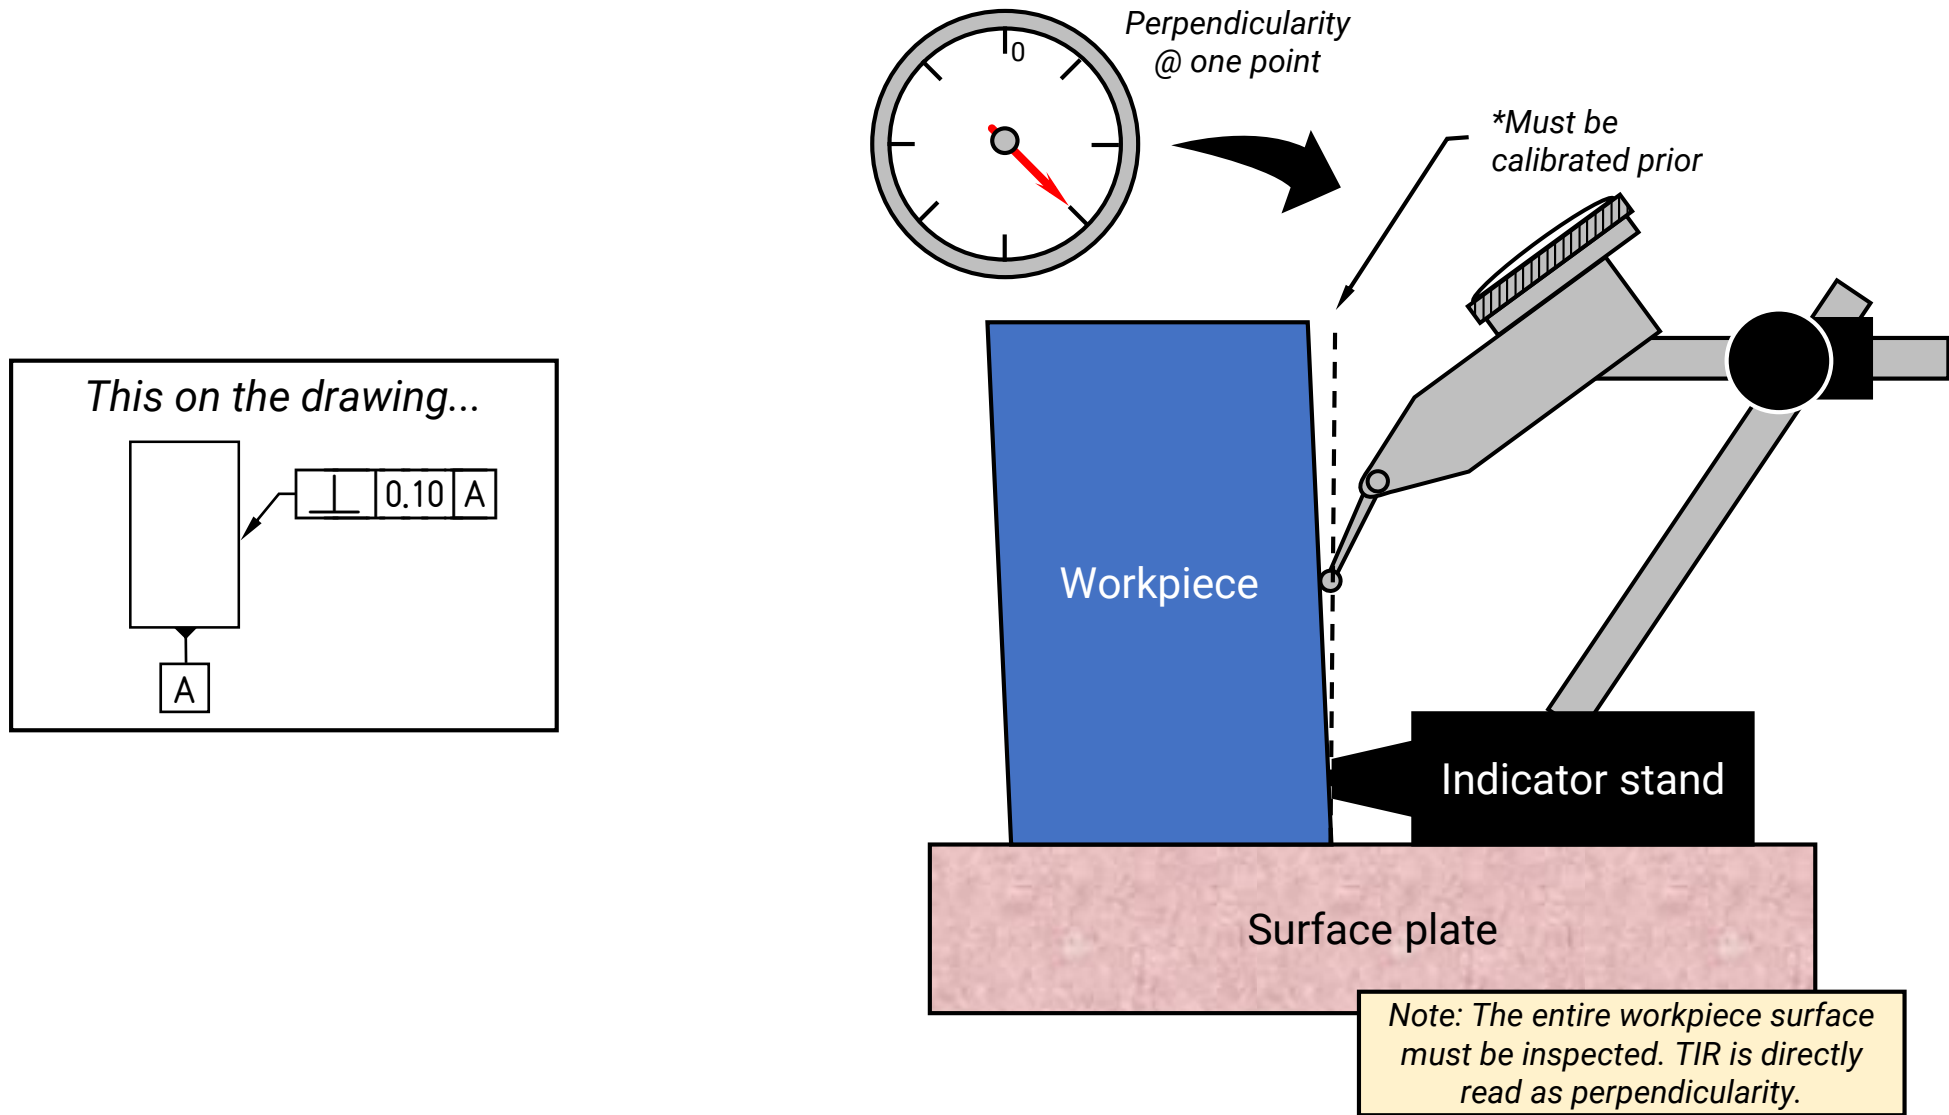 This on the drawing...
⊥ 0.10 A
A
0
Perpendicularity
@ one point
*Must be
calibrated prior
Workpiece
Indicator stand
Surface plate
Note: The entire workpiece surface
must be inspected. TIR is directly
read as perpendicularity.